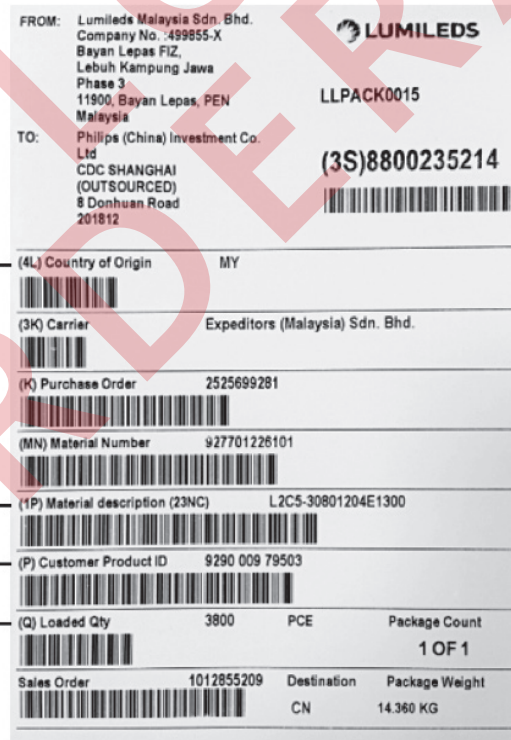 FROM: Lumileds Malaysia Sdn. Bhd.
Company No. :499855-X
Bayan Lepas FIZ,
Lebuh Kampung Jawa
Phase 3
11900, Bayan Lepas, PEN
Malaysia
LUMILEDS
LLPACK0015
TO: Philips (China) Investment Co.
Ltd
CDC SHANGHAI
(OUTSOURCED)
8 Donhuan Road
201812
(3S)8800235214
(4L) Country of Origin MY
(3K) Carrier Expeditors (Malaysia) Sdn. Bhd.
(K) Purchase Order 2525699281
(MN) Material Number 927701226101
(1P) Material description (23NC) L2C5-30801204E1300
(P) Customer Product ID 9290 009 79503
(Q) Loaded Qty 3800 PCE Package Count
1 OF 1
Sales Order 1012855209 Destination Package Weight
CN 14.360 KG